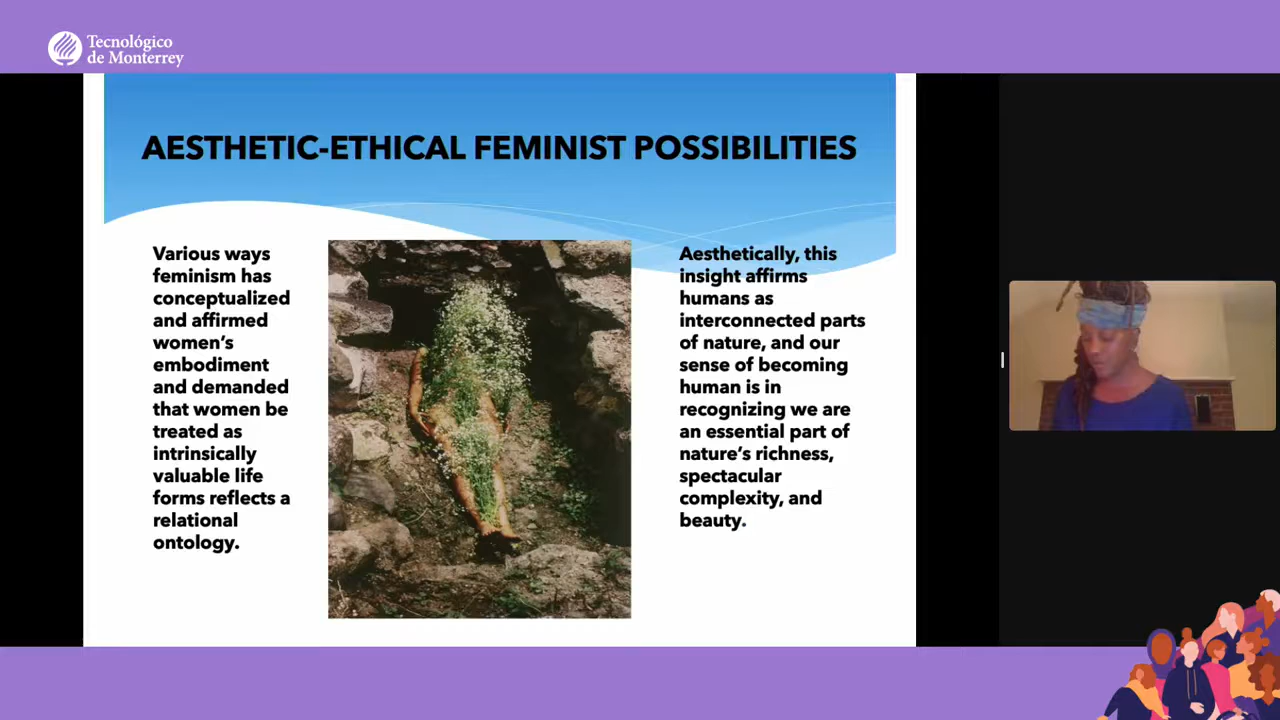 Tecnológico
de Monterrey
AESTHETIC-ETHICAL FEMINIST POSSIBILITIES
Various ways
feminism has
conceptualized
and affirmed
women’s
embodiment
and demanded
that women be
treated as
intrinsically
valuable life
forms reflects a
relational
ontology.
Aesthetically, this
insight affirms
humans as
interconnected parts
of nature, and our
sense of becoming
human is in
recognizing we are
an essential part of
nature’s richness,
spectacular
complexity, and
beauty.